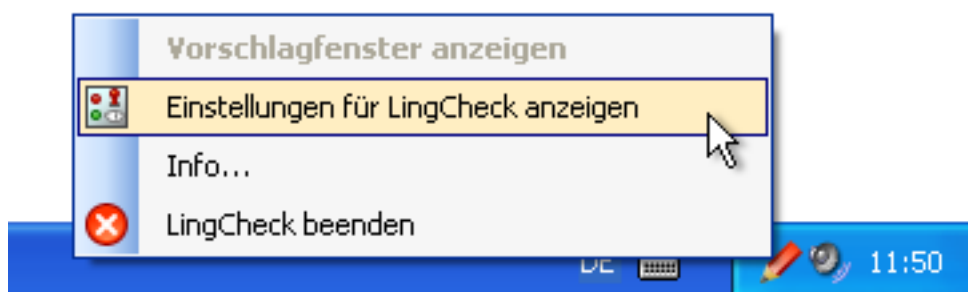 Vorschlagfenster anzeigen
Einstellungen für LingCheck anzeigen
Info...
LingCheck beenden
DE
11:50